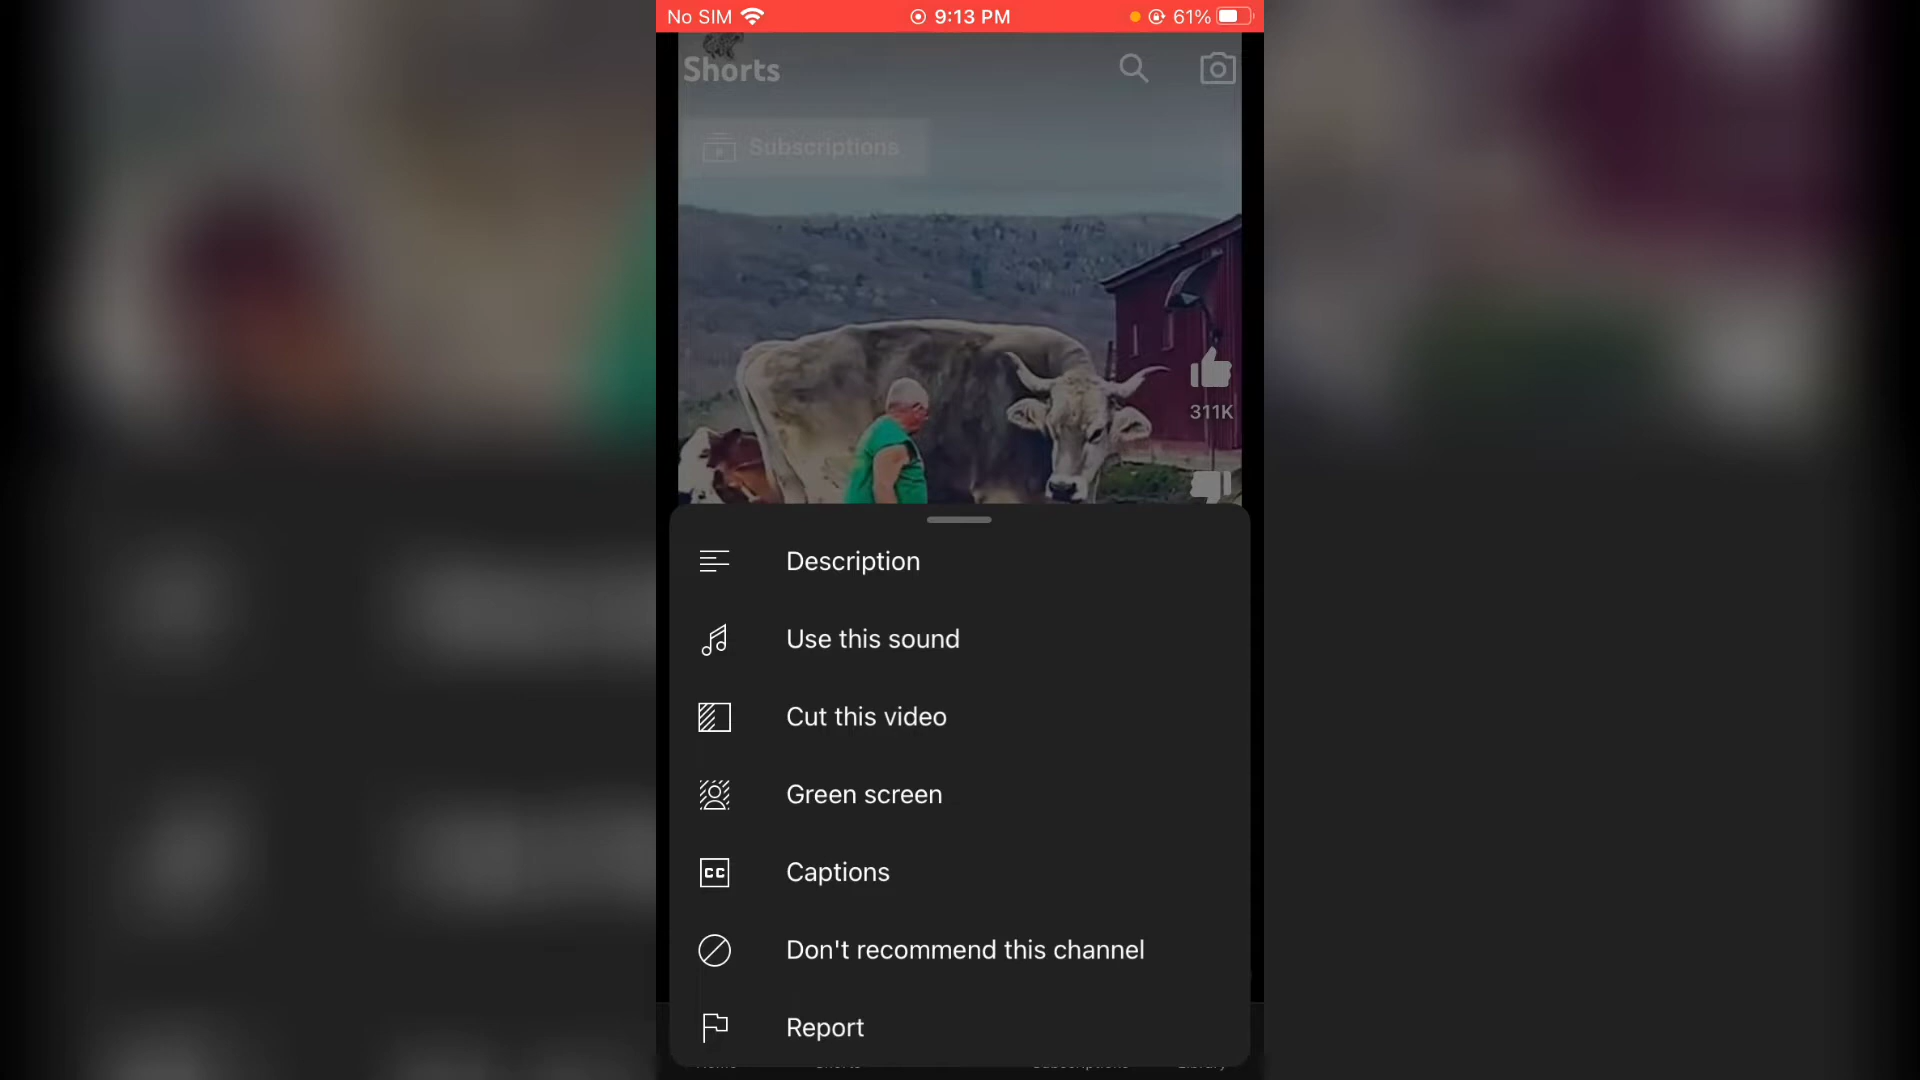 No SIM 9:13 PM 61%
Shorts
Subscriptions
311K
Description
Use this sound
Cut this video
Green screen
CC Captions
Don't recommend this channel
Report